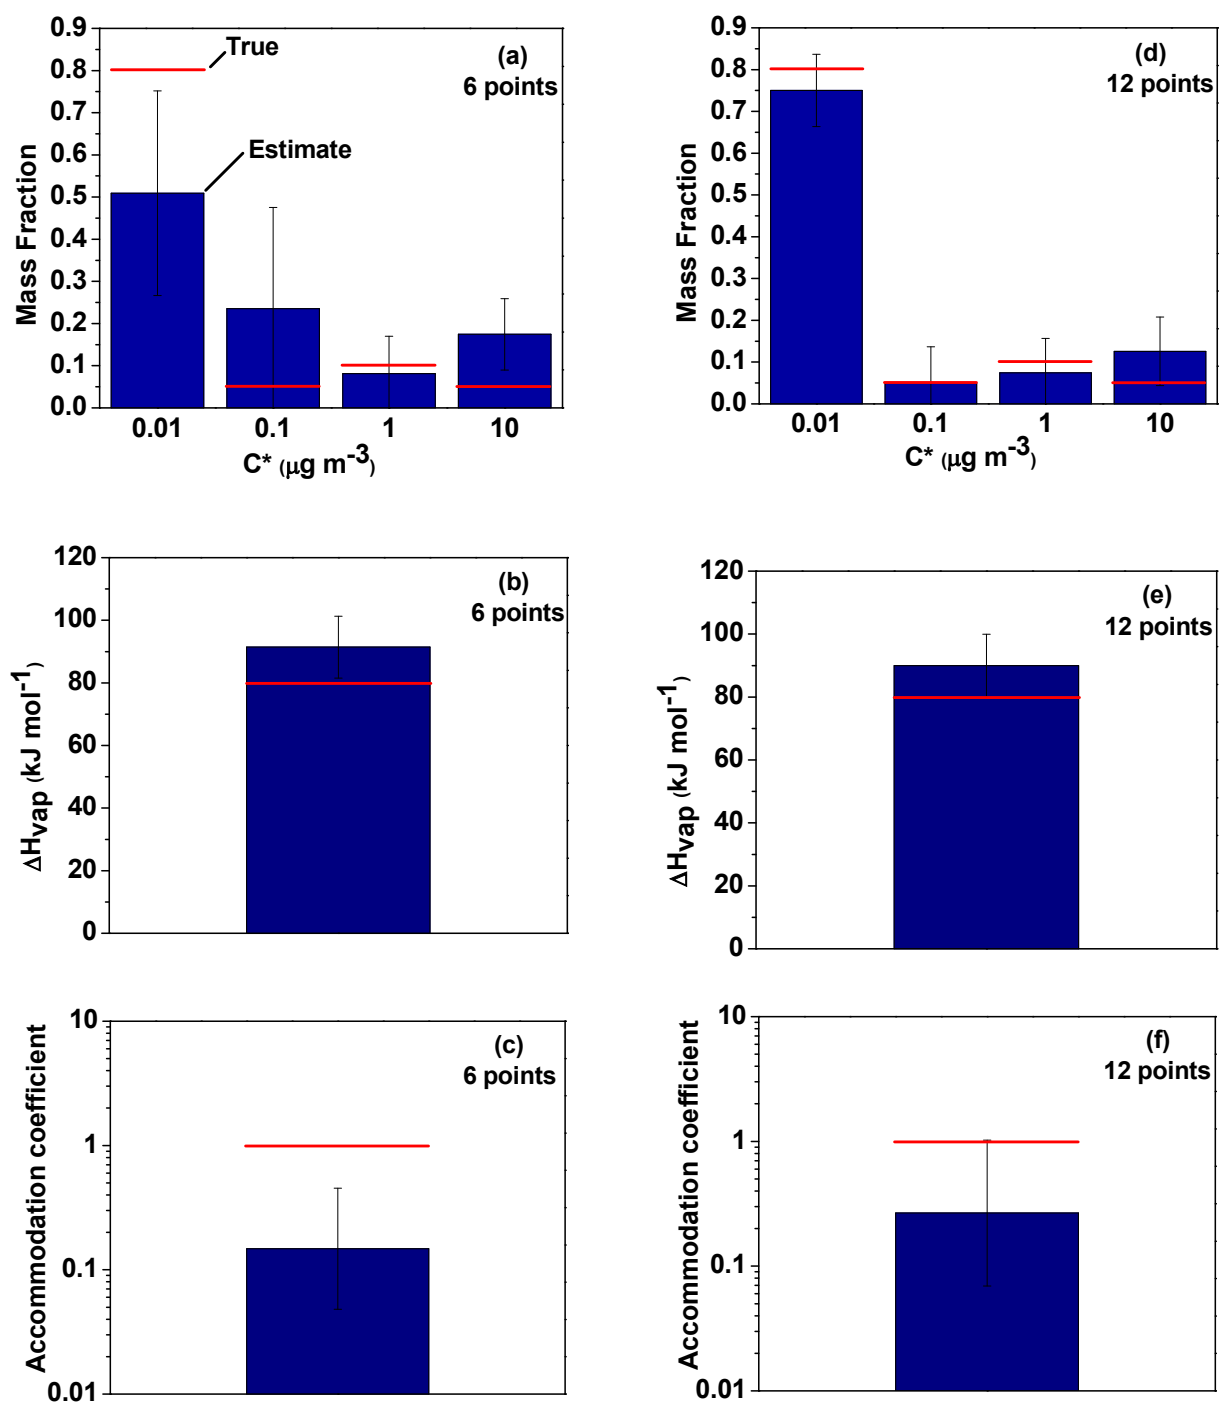 (a)
6 points
True
Estimate
0.9
0.8
0.7
0.6
0.5
0.4
0.3
0.2
0.1
0.0
Mass Fraction
0.01 0.1 1 10
C* (μg m-3)
(d)
12 points
0.9
0.8
0.7
0.6
0.5
0.4
0.3
0.2
0.1
0.0
Mass Fraction
0.01 0.1 1 10
C* (μg m-3)
(b)
6 points
120
100
80
60
40
20
0
ΔHvap (kJ mol-1)
(e)
12 points
120
100
80
60
40
20
0
ΔHvap (kJ mol-1)
(c)
6 points
10
1
0.1
0.01
Accommodation coefficient
(f)
12 points
10
1
0.1
0.01
Accommodation coefficient